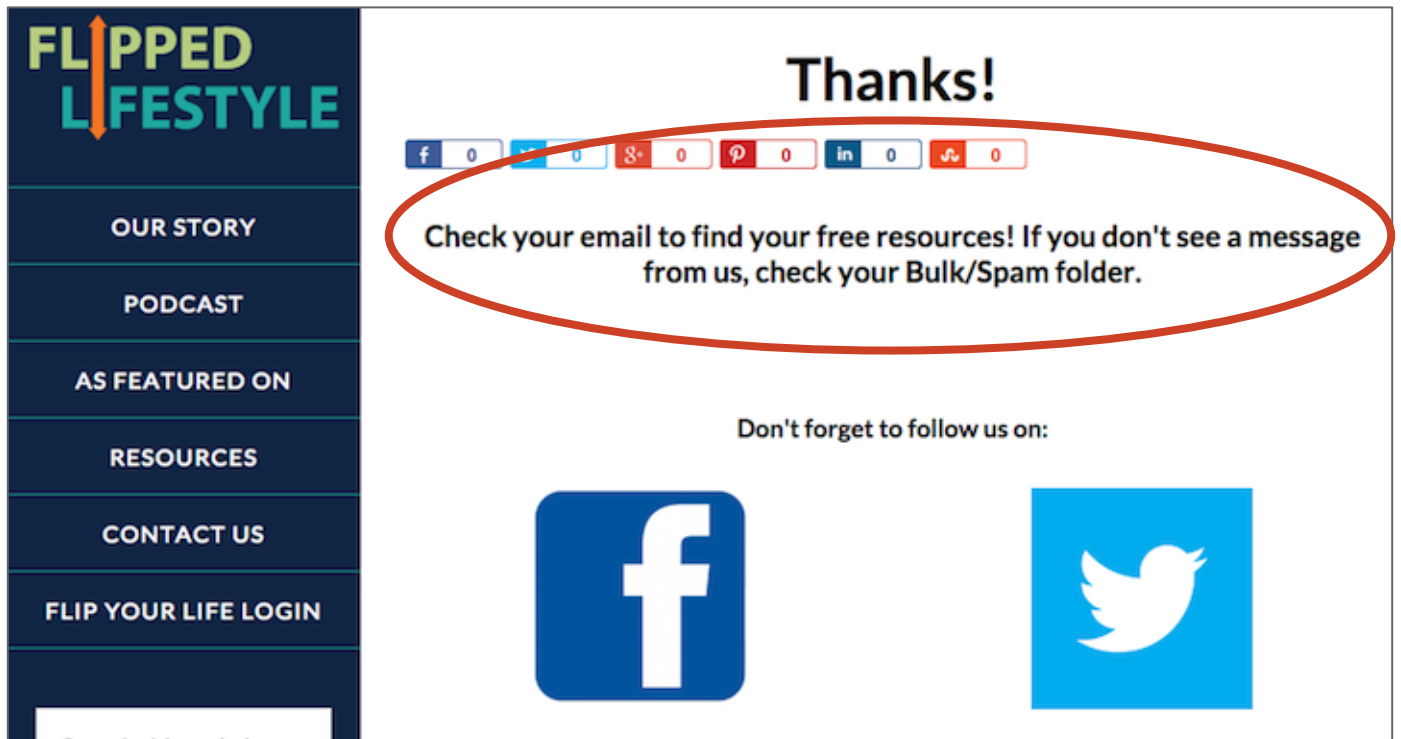 FLIPPED
LIFESTYLE
OUR STORY
PODCAST
AS FEATURED ON
RESOURCES
CONTACT US
FLIP YOUR LIFE LOGIN
Thanks!
f 0 0 8+ 0 0 in 0 0
Check your email to find your free resources! If you don't see a message
from us, check your Bulk/Spam folder.
Don't forget to follow us on:
f